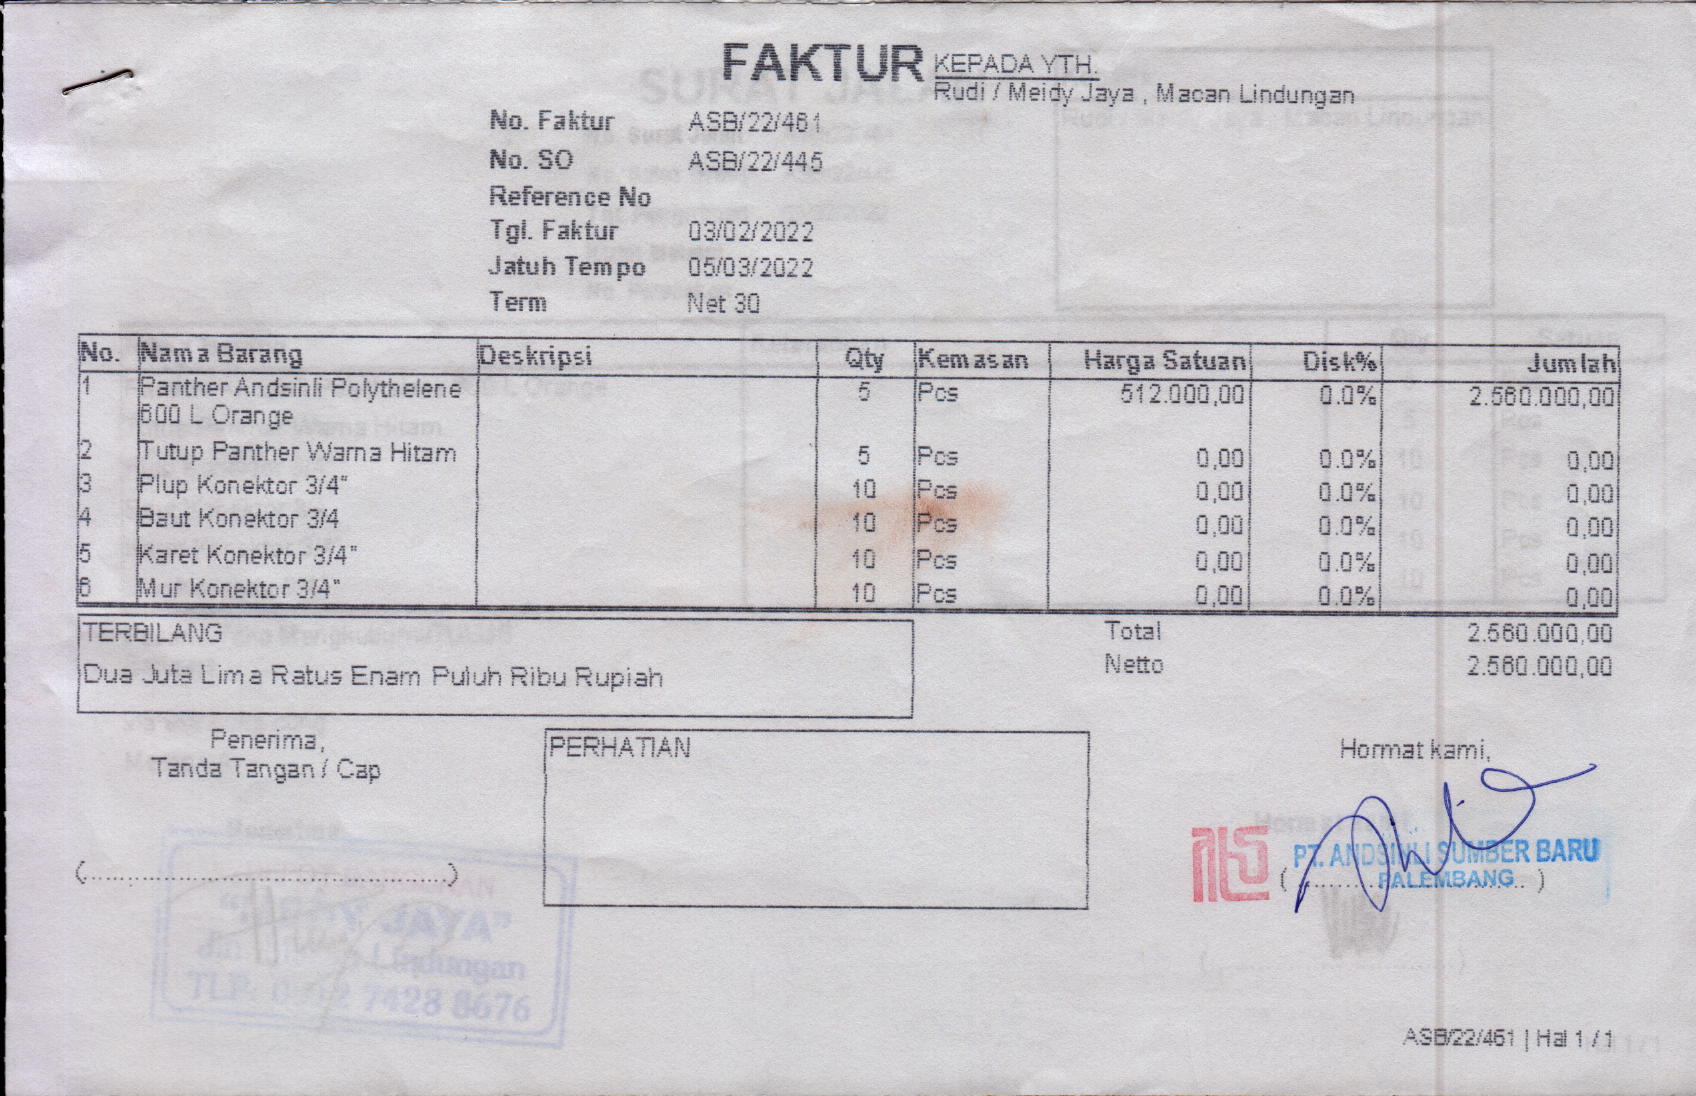 FAKTUR
KEPADA YTH.
Rudi / Meidy Jaya , Macan Lindungan
No. Faktur ASB/22/461
No. SO ASB/22/445
Reference No
Tgl. Faktur 03/02/2022
Jatuh Tempo 05/03/2022
Term Net 30
No. Nama Barang Deskripsi Qty Kemasan Harga Satuan Disk% Jumlah
1 Panther Andsinli Polythelene 5 Pcs 512.000,00 0.0% 2.560.000,00
600 L Orange
2 Tutup Panther Warna Hitam 5 Pcs 0,00 0.0% 0,00
3 Plup Konektor 3/4" 10 Pcs 0,00 0.0% 0,00
4 Baut Konektor 3/4 10 Pcs 0,00 0.0% 0,00
5 Karet Konektor 3/4" 10 Pcs 0,00 0.0% 0,00
6 Mur Konektor 3/4" 10 Pcs 0,00 0.0% 0,00
TERBILANG
Dua Juta Lima Ratus Enam Puluh Ribu Rupiah
Total 2.560.000,00
Netto 2.560.000,00
Penerima,
Tanda Tangan / Cap
PERHATIAN
Hormat kami,
PT. ANDSINLI SUMBER BARU
PALEMBANG
JAYA"
Lindungan
TLP: 7428 8676
ASB/22/461 | Hal 1 / 1